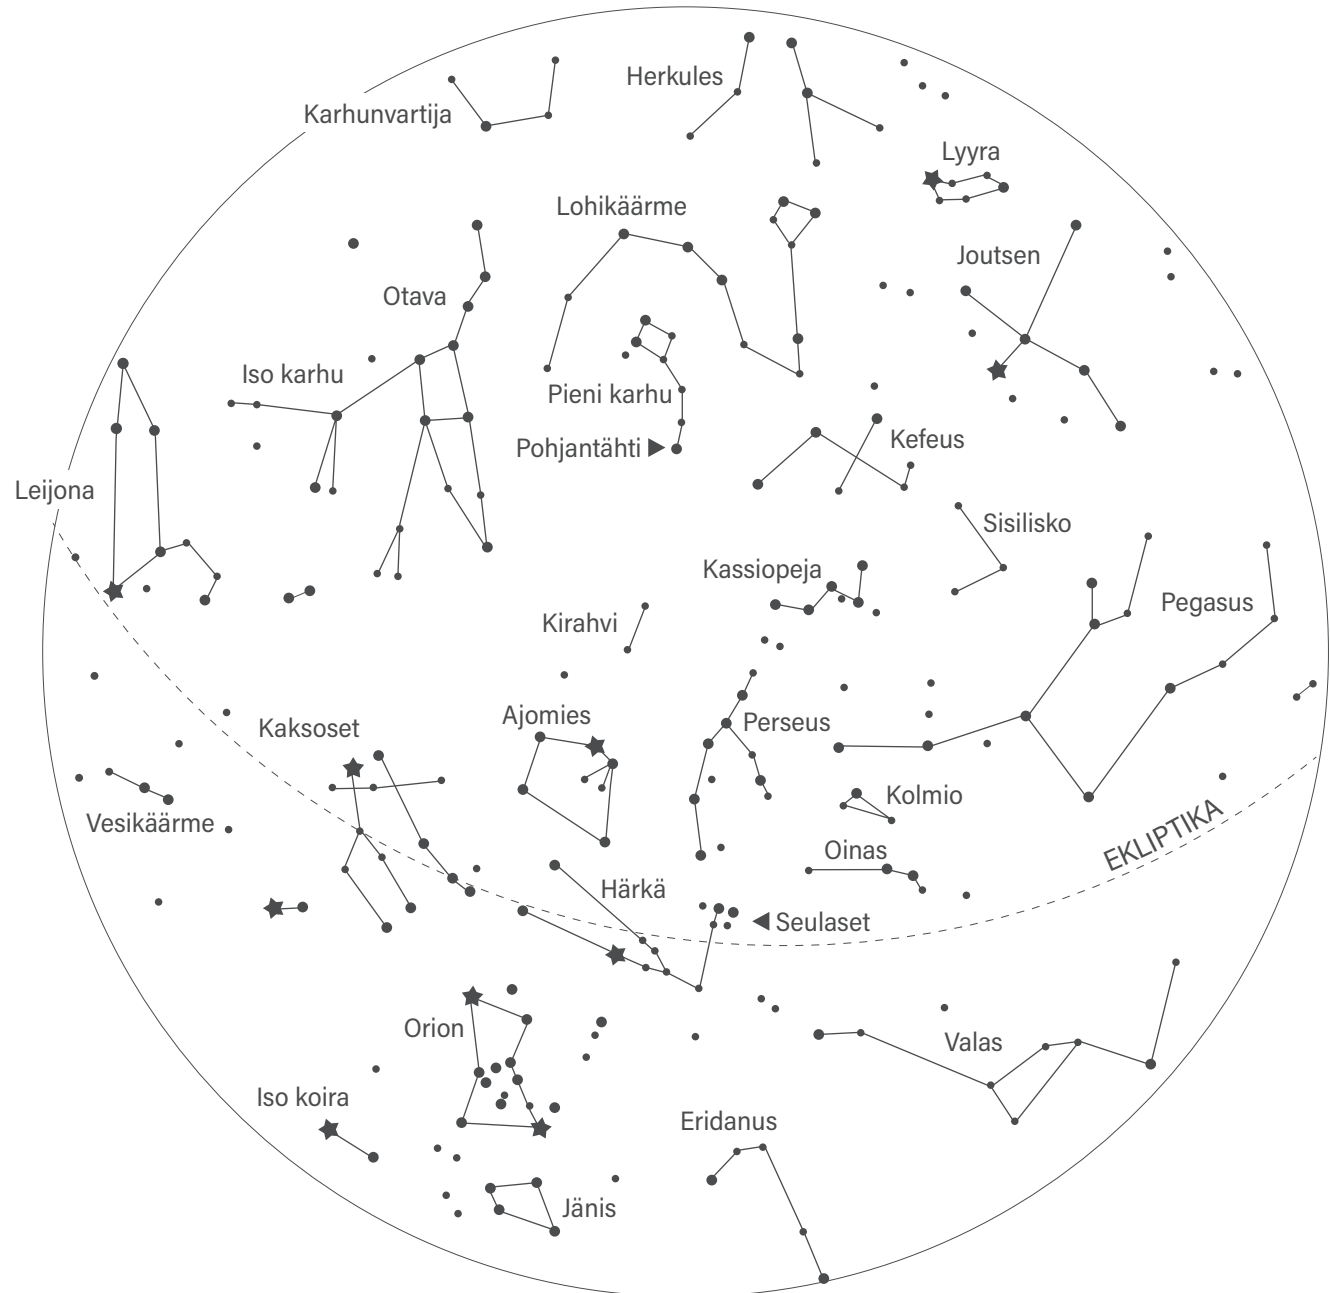 Herkules
Karhunvartija
Lyyra
Lohikäärme
Joutsen
Otava
Iso karhu
Pieni karhu
Kefeus
Pohjantähti
Leijona
Sisilisko
Kassiopeja
Pegasus
Kirahvi
Ajomies
Perseus
Kaksoset
Kolmio
Vesikäärme
EKLIPTIKA
Oinas
Härkä
Seulaset
Orion
Valas
Iso koira
Eridanus
Jänis